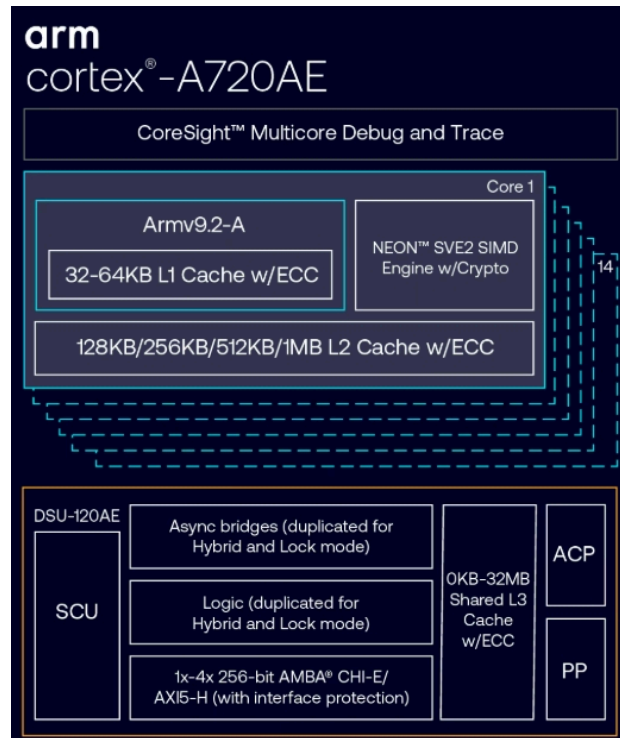 arm
cortex®-A720AE
CoreSight™ Multicore Debug and Trace
Core 1
Armv9.2-A
32-64KB L1 Cache w/ECC
NEON™ SVE2 SIMD
Engine w/Crypto
14
128KB/256KB/512KB/1MB L2 Cache w/ECC
DSU-120AE
SCU
Async bridges (duplicated for
Hybrid and Lock mode)
Logic (duplicated for
Hybrid and Lock mode)
1x-4x 256-bit AMBA® CHI-E/
AXI5-H (with interface protection)
0KB-32MB
Shared L3
Cache
w/ECC
ACP
PP